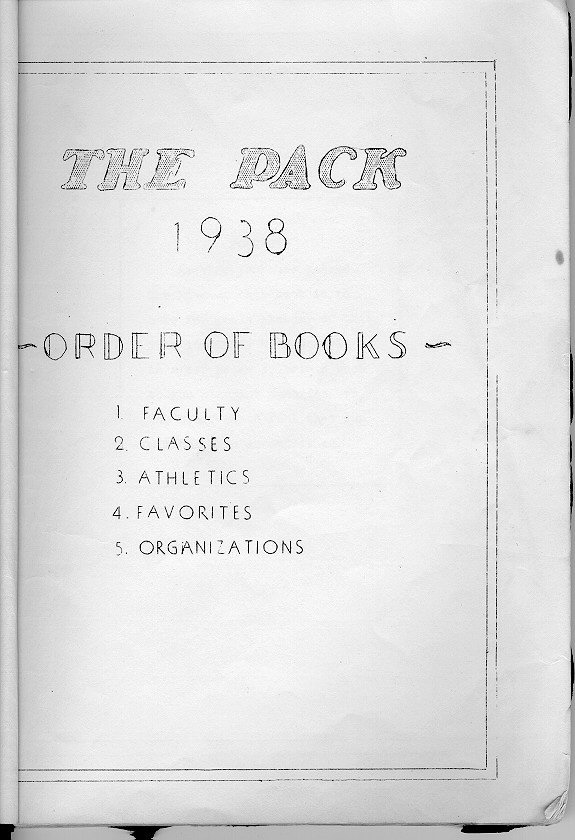 THE PACK
1938
~ORDER OF BOOKS~
1. FACULTY
2. CLASSES
3. ATHLETICS
4. FAVORITES
5. ORGANIZATIONS